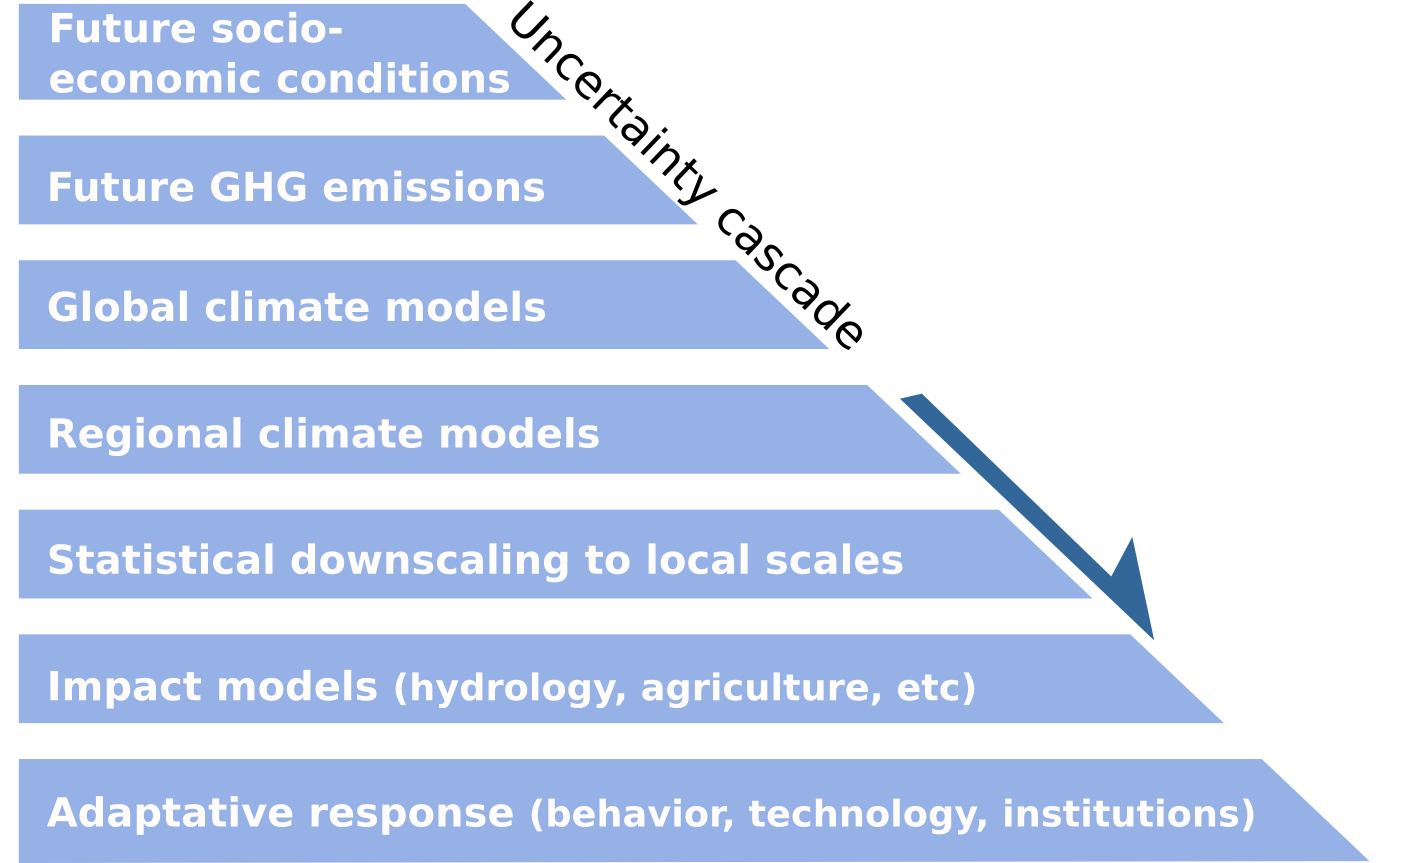 Future socio-
economic conditions
Uncertainty cascade
Future GHG emissions
Global climate models
Regional climate models
Statistical downscaling to local scales
Impact models (hydrology, agriculture, etc)
Adaptative response (behavior, technology, institutions)